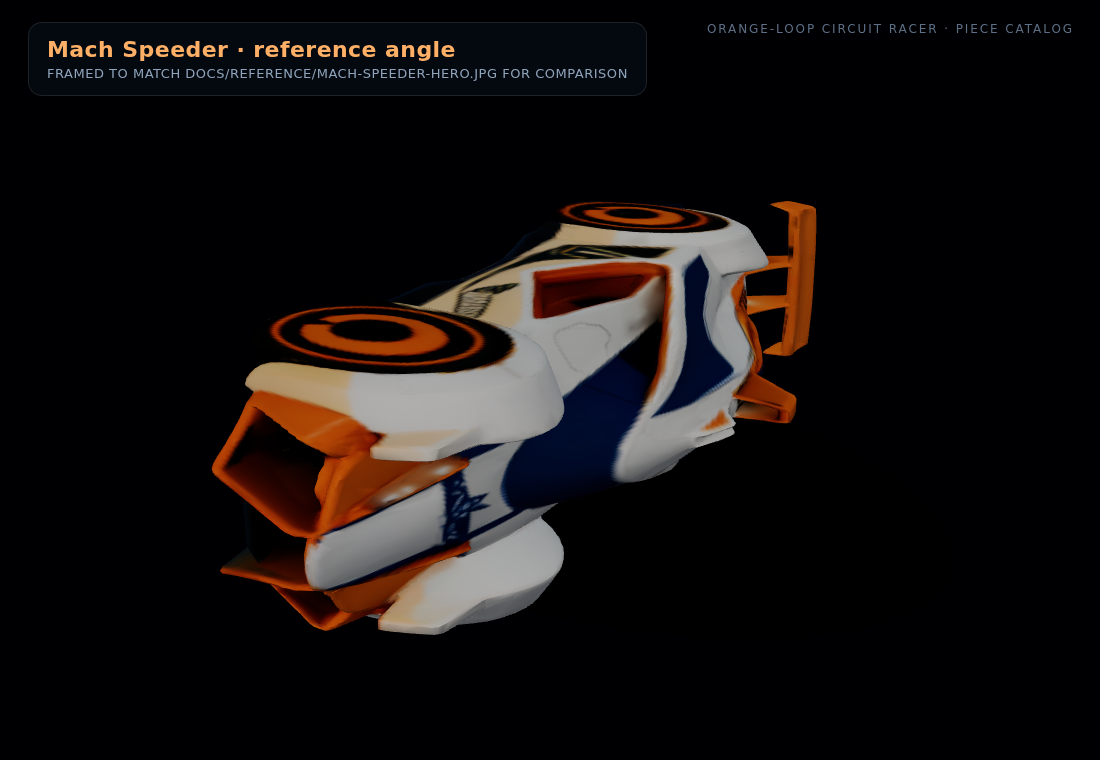 Mach Speeder · reference angle
FRAMED TO MATCH DOCS/REFERENCE/MACH-SPEEDER-HERO.JPG FOR COMPARISON
ORANGE-LOOP CIRCUIT RACER · PIECE CATALOG